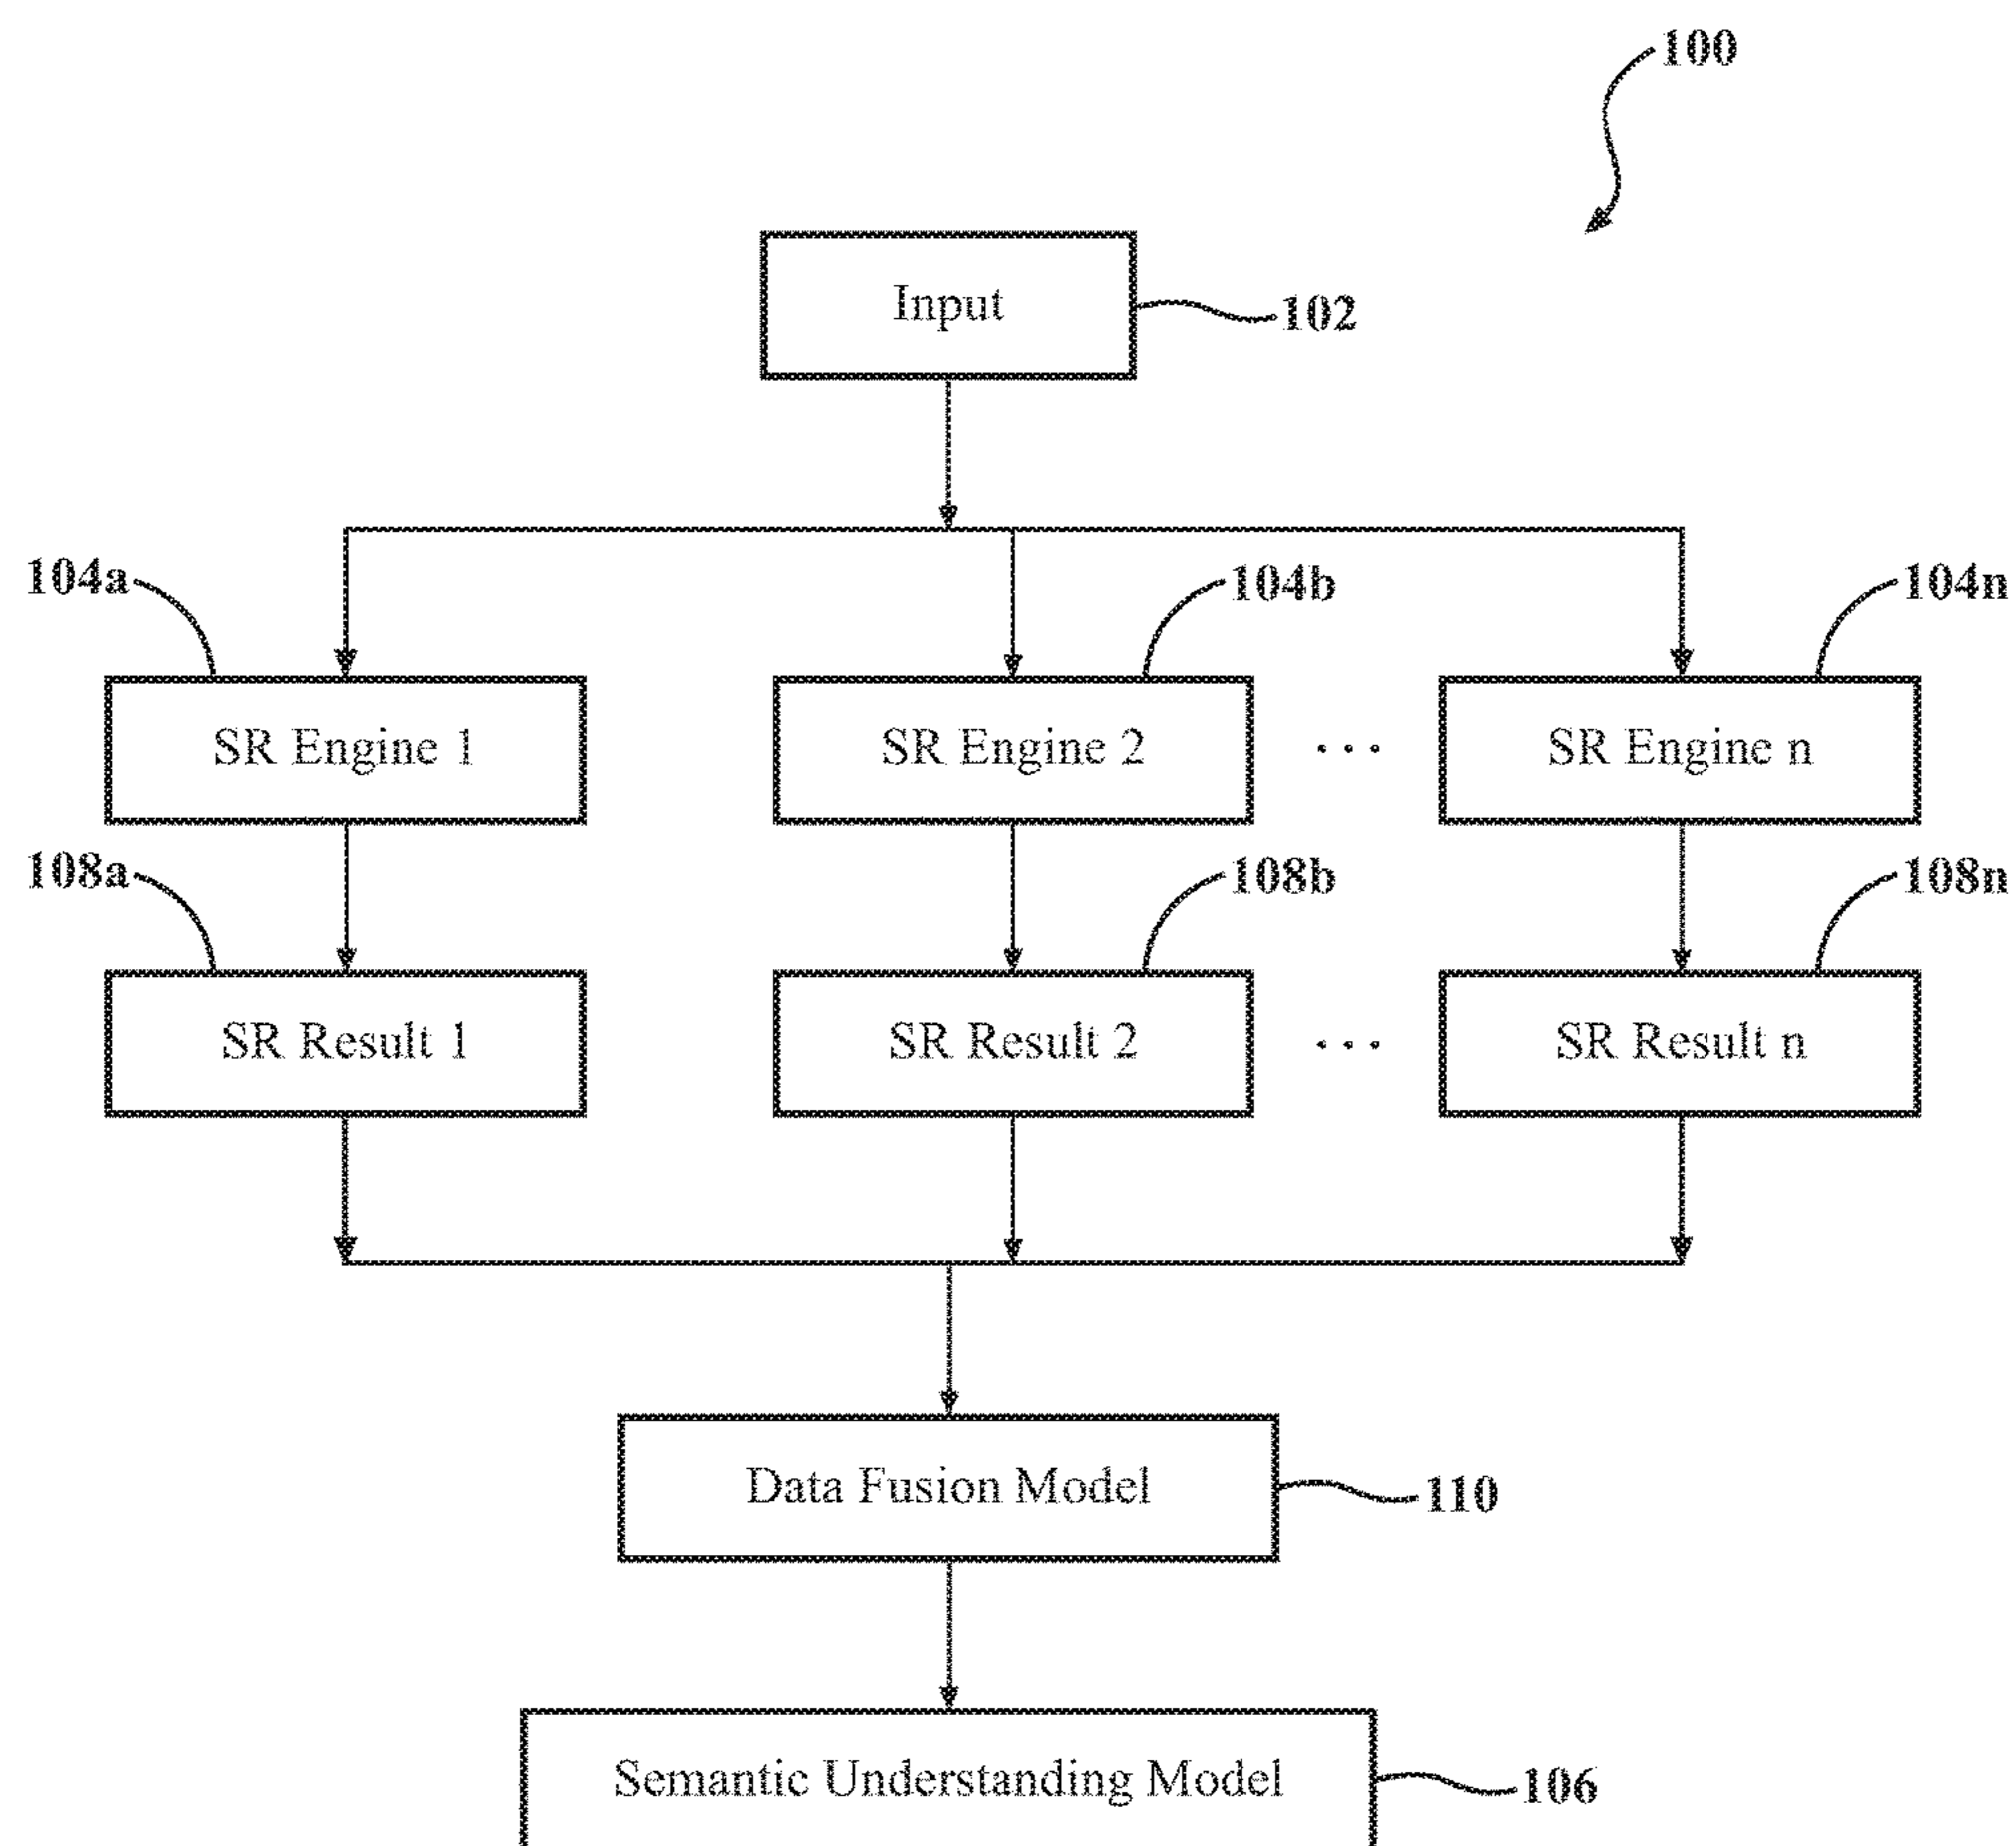 100
Input
102
104a
104b
104n
SR Engine 1
SR Engine 2
...
SR Engine n
108a
108b
108n
SR Result 1
SR Result 2
...
SR Result n
Data Fusion Model
110
Semantic Understanding Model
106